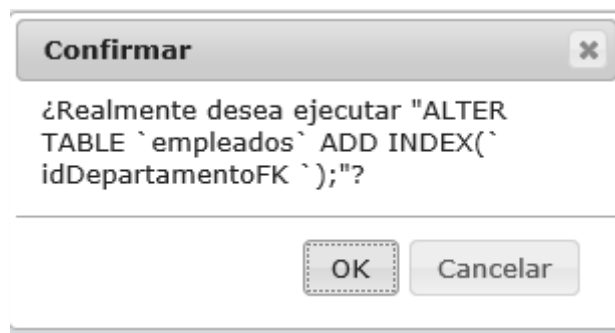 Confirmar
¿Realmente desea ejecutar "ALTER
TABLE `empleados` ADD INDEX(`
idDepartamentoFK `);"?
OK
Cancelar